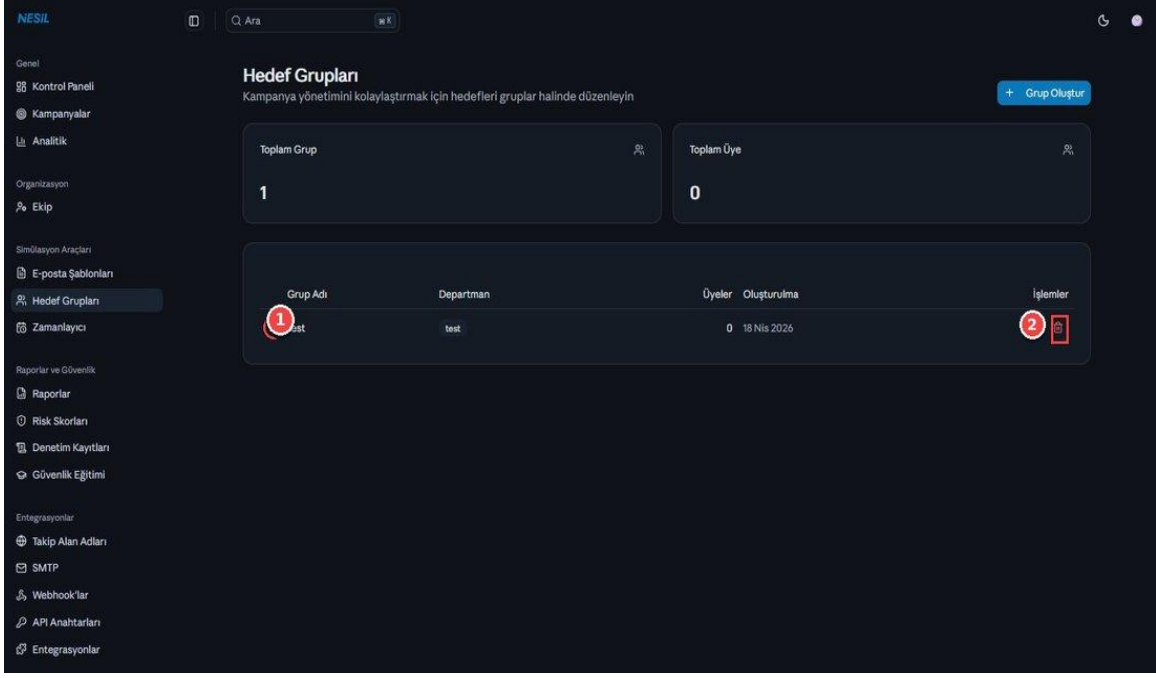 NESİL
Ara
⌘ K
Genel
Kontrol Paneli
Kampanyalar
Analitik
Organizasyon
Ekip
Simülasyon Araçları
E-posta Şablonları
Hedef Grupları
Zamanlayıcı
Raporlar ve Güvenlik
Raporlar
Risk Skorları
Denetim Kayıtları
Güvenlik Eğitimi
Entegrasyonlar
Takip Alan Adları
SMTP
Webhook'lar
API Anahtarları
Entegrasyonlar
Hedef Grupları
Kampanya yönetimini kolaylaştırmak için hedefleri gruplar halinde düzenleyin
+ Grup Oluştur
Toplam Grup
1
Toplam Üye
0
Grup Adı Departman Üyeler Oluşturulma İşlemler
1 est test 0 18 Nis 2026 2